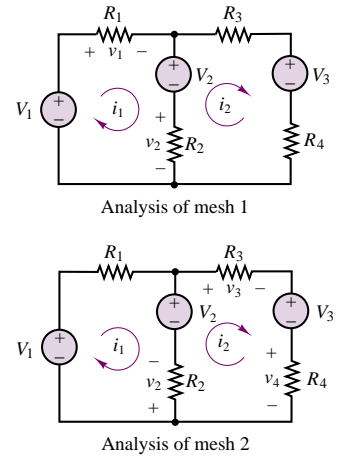 R1 R3
+ v1 −
V1 + − i1 + − V2 i2 + − V3
+ v2 − R2 R4
Analysis of mesh 1
R1 R3
+ v3 −
V1 + − i1 + − V2 i2 + − V3
− v2 + R2 + v4 − R4
Analysis of mesh 2